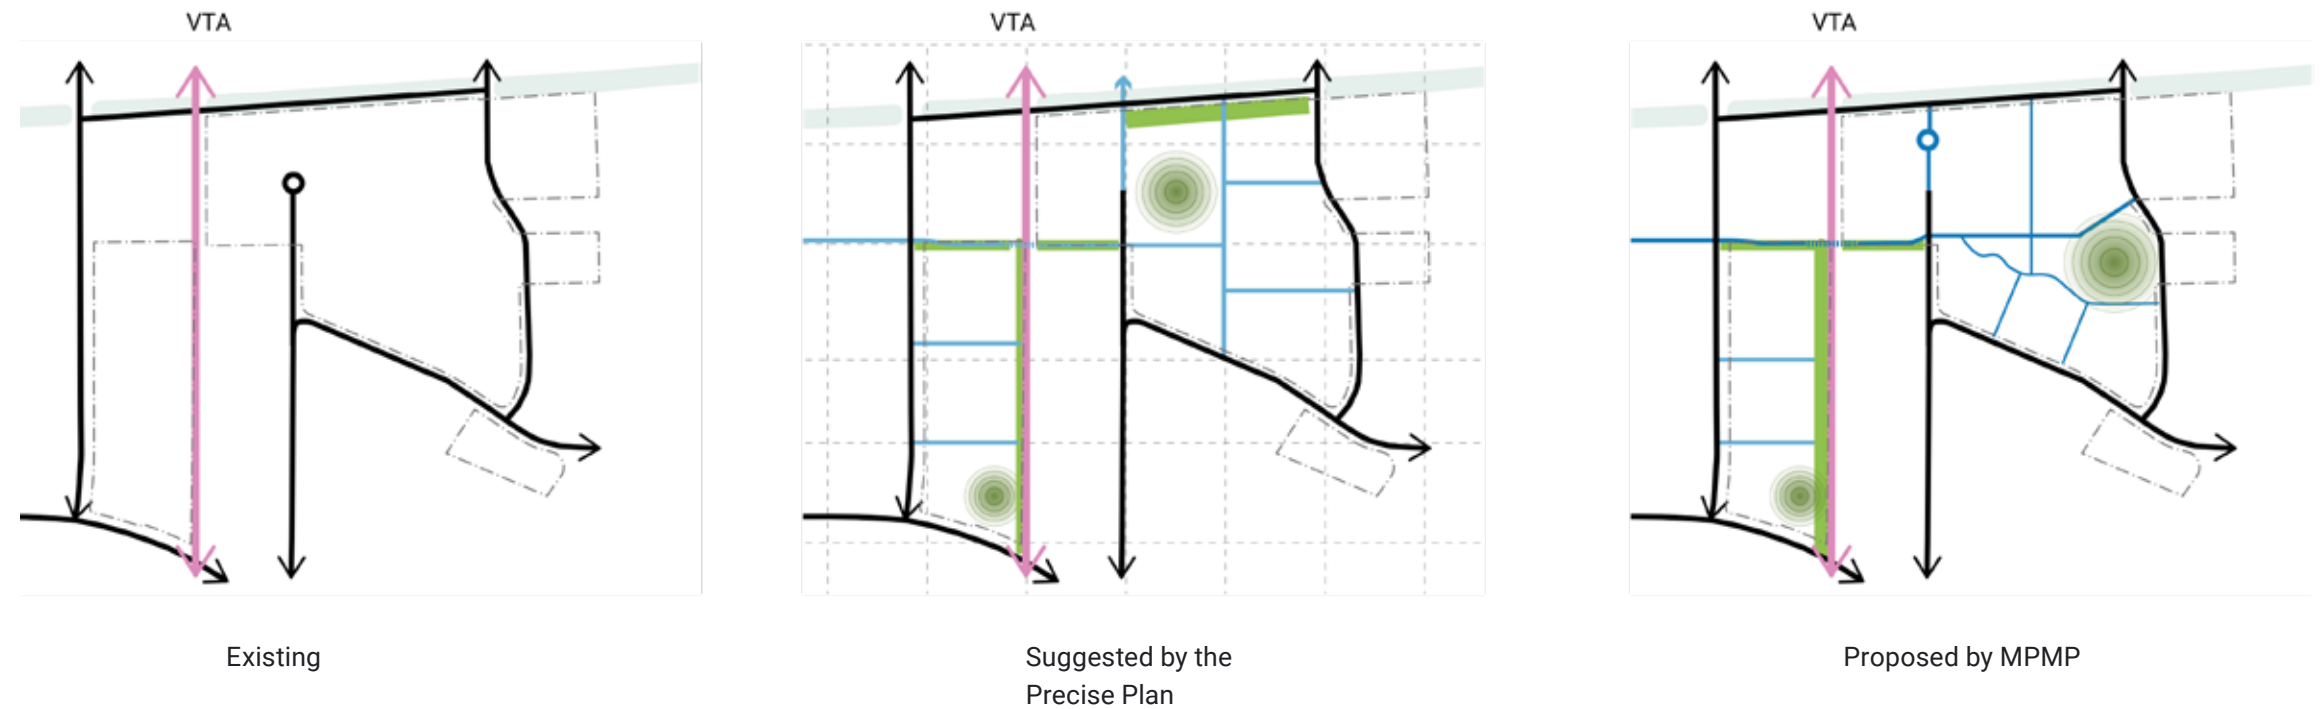 VTA
VTA
VTA
Existing
Suggested by the
Precise Plan
Proposed by MPMP